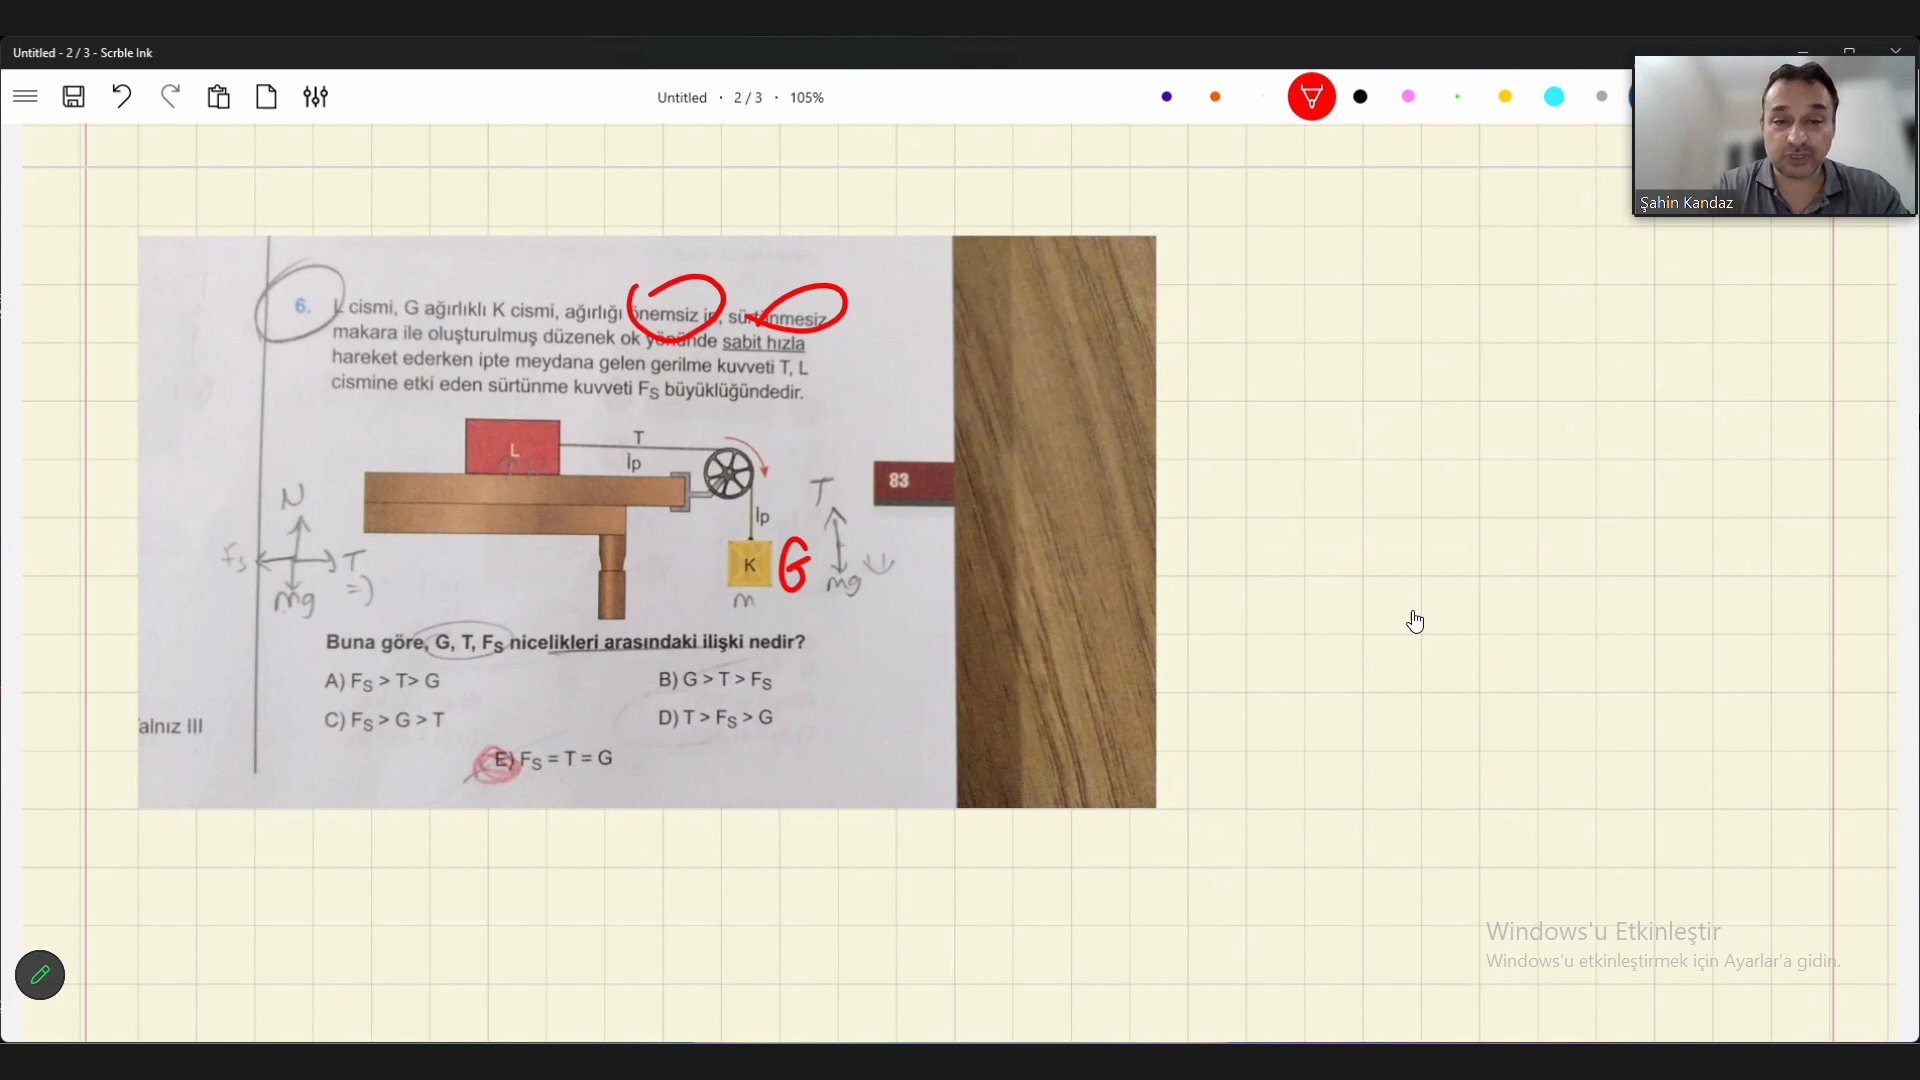 Untitled - 2 / 3 - Scrble Ink
Untitled · 2 / 3 · 105%
Şahin Kandaz
6. L cismi, G ağırlıklı K cismi, ağırlığı önemsiz ip, sürtünmesiz
makara ile oluşturulmuş düzenek ok yönünde sabit hızla
hareket ederken ipte meydana gelen gerilme kuvveti T, L
cismine etki eden sürtünme kuvveti FS büyüklüğündedir.
L
T
İp
83
T
N
İp
Fs
T
K
G
mg
=)
mg
m
Buna göre, G, T, FS nicelikleri arasındaki ilişki nedir?
A) FS > T> G
B) G > T > FS
C) FS > G > T
D) T > FS > G
alnız III
E) FS = T = G
Windows'u Etkinleştir
Windows'u etkinleştirmek için Ayarlar'a gidin.